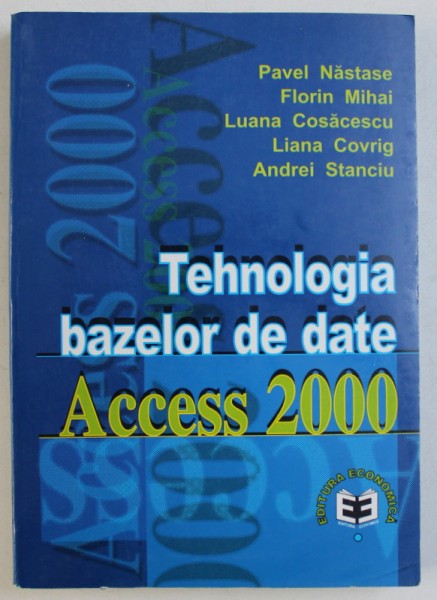 Pavel Năstase
Florin Mihai
Luana Cosăcescu
Liana Covrig
Andrei Stanciu
Tehnologia
bazelor de date
Access 2000
EDITURA ECONOMICĂ